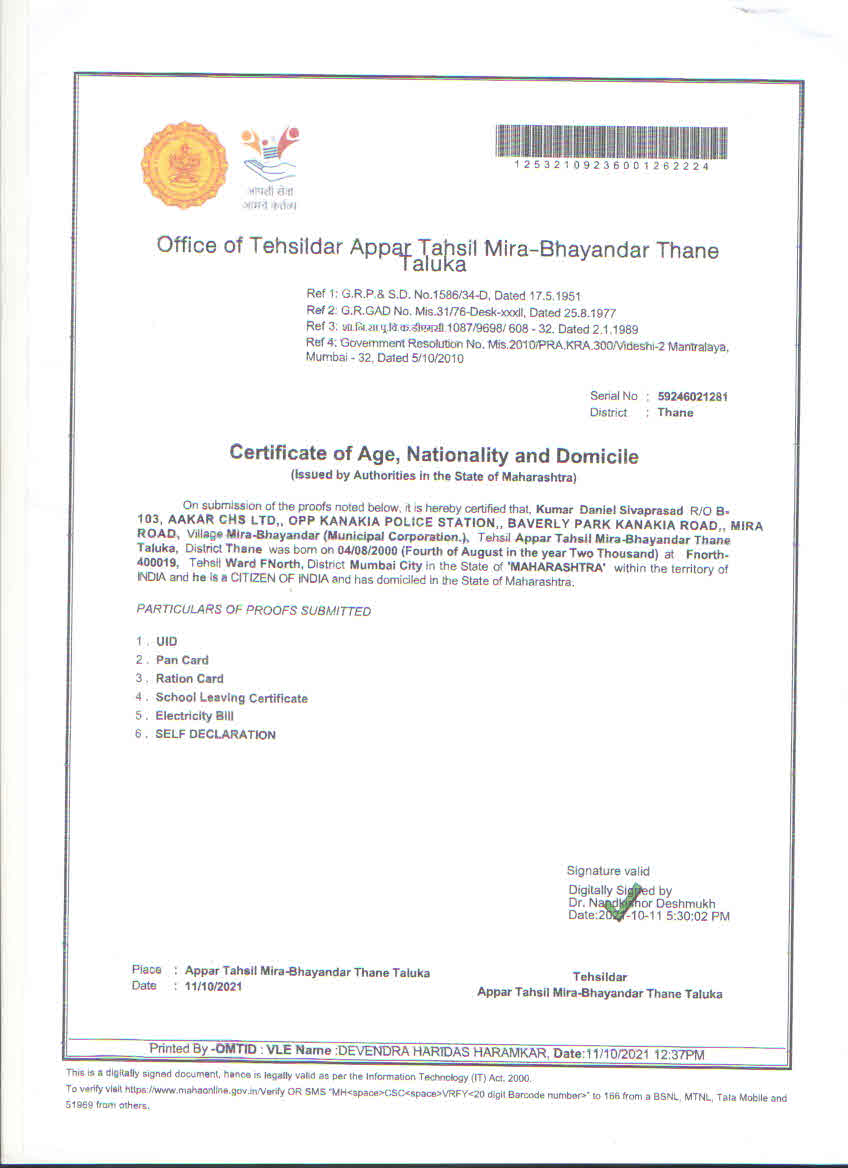 आपली सेवा
आमचे कर्तव्य
12532109236001262224
Office of Tehsildar Appar Tahsil Mira-Bhayandar Thane
Taluka
Ref 1: G.R.P.& S.D. No.1586/34-D, Dated 17.5.1951
Ref 2: G.R.GAD No. Mis.31/76-Desk-xxxII, Dated 25.8.1977
Ref 3: शा.नि.सा.पू.वि.क्र.डीएमसी.1087/9698/ 608 - 32, Dated 2.1.1989
Ref 4: Government Resolution No. Mis.2010/PRA.KRA.300/Videshi-2 Mantralaya,
Mumbai - 32, Dated 5/10/2010
Serial No : 59246021281
District : Thane
Certificate of Age, Nationality and Domicile
(Issued by Authorities in the State of Maharashtra)
On submission of the proofs noted below, it is hereby certified that, Kumar Daniel Sivaprasad R/O B-
103, AAKAR CHS LTD,, OPP KANAKIA POLICE STATION,, BAVERLY PARK KANAKIA ROAD,, MIRA
ROAD, Village Mira-Bhayandar (Municipal Corporation.), Tehsil Appar Tahsil Mira-Bhayandar Thane
Taluka, District Thane was born on 04/08/2000 (Fourth of August in the year Two Thousand) at Fnorth-
400019, Tehsil Ward FNorth, District Mumbai City in the State of 'MAHARASHTRA' within the territory of
INDIA and he is a CITIZEN OF INDIA and has domiciled in the State of Maharashtra.
PARTICULARS OF PROOFS SUBMITTED
1 . UID
2 . Pan Card
3 . Ration Card
4 . School Leaving Certificate
5 . Electricity Bill
6 . SELF DECLARATION
Signature valid
Digitally Signed by
Dr. Nandkishor Deshmukh
Date:2021-10-11 5:30:02 PM
Place : Appar Tahsil Mira-Bhayandar Thane Taluka
Date : 11/10/2021
Tehsildar
Appar Tahsil Mira-Bhayandar Thane Taluka
Printed By -OMTID : VLE Name :DEVENDRA HARIDAS HARAMKAR, Date:11/10/2021 12:37PM
This is a digitally signed document, hence is legally valid as per the Information Technology (IT) Act, 2000.
To verify visit https://www.mahaonline.gov.in/Verify OR SMS "MH<space>CSC<space>VRFY<20 digit Barcode number>" to 166 from a BSNL, MTNL, Tata Mobile and
51969 from others.